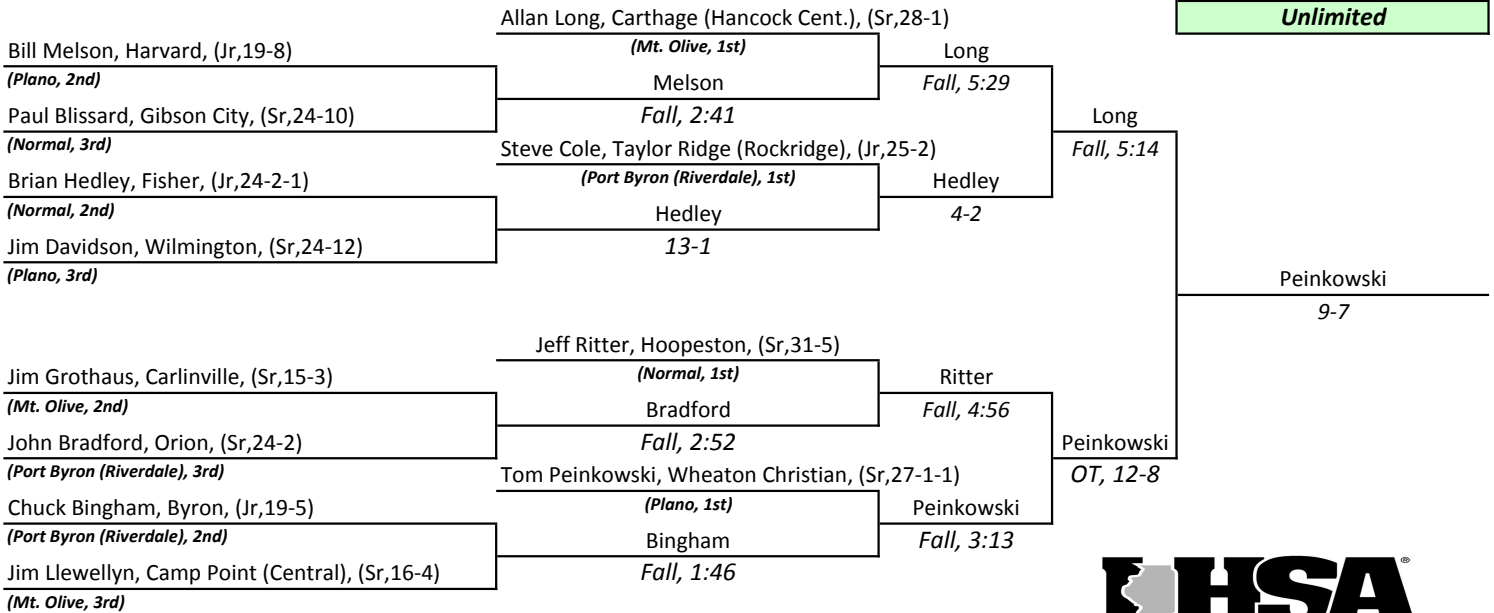 Allan Long, Carthage (Hancock Cent.), (Sr,28-1)
Unlimited
Bill Melson, Harvard, (Jr,19-8)
(Mt. Olive, 1st)
Long
(Plano, 2nd)
Melson
Fall, 5:29
Paul Blissard, Gibson City, (Sr,24-10)
Fall, 2:41
Long
(Normal, 3rd)
Steve Cole, Taylor Ridge (Rockridge), (Jr,25-2)
Fall, 5:14
Brian Hedley, Fisher, (Jr,24-2-1)
(Port Byron (Riverdale), 1st)
Hedley
(Normal, 2nd)
Hedley
4-2
Jim Davidson, Wilmington, (Sr,24-12)
13-1
(Plano, 3rd)
Peinkowski
9-7
Jeff Ritter, Hoopeston, (Sr,31-5)
Jim Grothaus, Carlinville, (Sr,15-3)
(Normal, 1st)
Ritter
(Mt. Olive, 2nd)
Bradford
Fall, 4:56
John Bradford, Orion, (Sr,24-2)
Fall, 2:52
Peinkowski
(Port Byron (Riverdale), 3rd)
Tom Peinkowski, Wheaton Christian, (Sr,27-1-1)
OT, 12-8
Chuck Bingham, Byron, (Jr,19-5)
(Plano, 1st)
Peinkowski
(Port Byron (Riverdale), 2nd)
Bingham
Fall, 3:13
Jim Llewellyn, Camp Point (Central), (Sr,16-4)
Fall, 1:46
(Mt. Olive, 3rd)
IHSA®